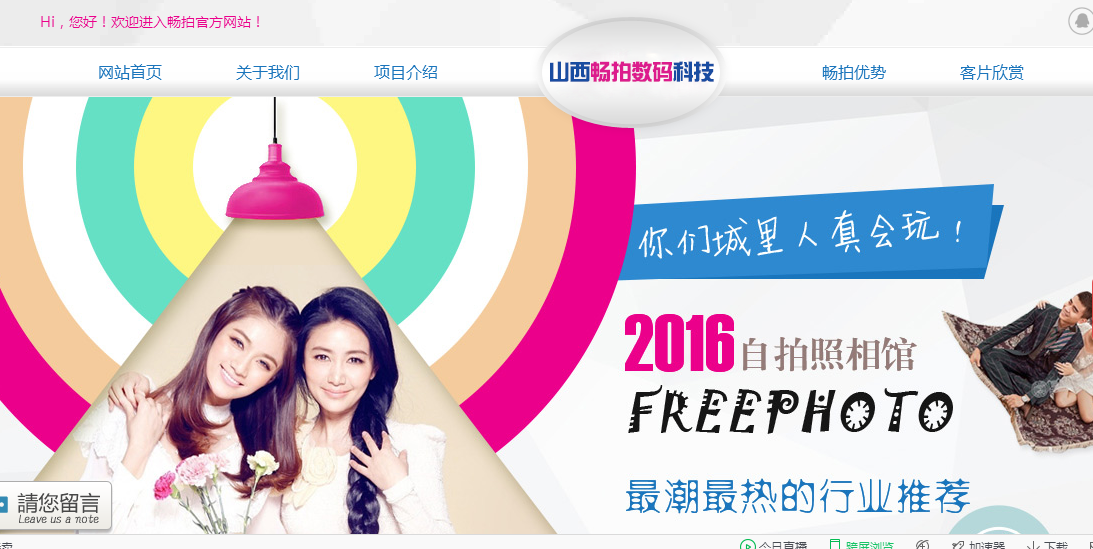 Hi，您好！欢迎进入畅拍官方网站！
网站首页 关于我们 项目介绍 山西畅拍数码科技 畅拍优势 客片欣赏
你们城里人真会玩！
2016自拍照相馆
FREEPHOTO
最潮最热的行业推荐
請您留言
Leave us a note
今日直播 跨屏浏览 加速器 下载